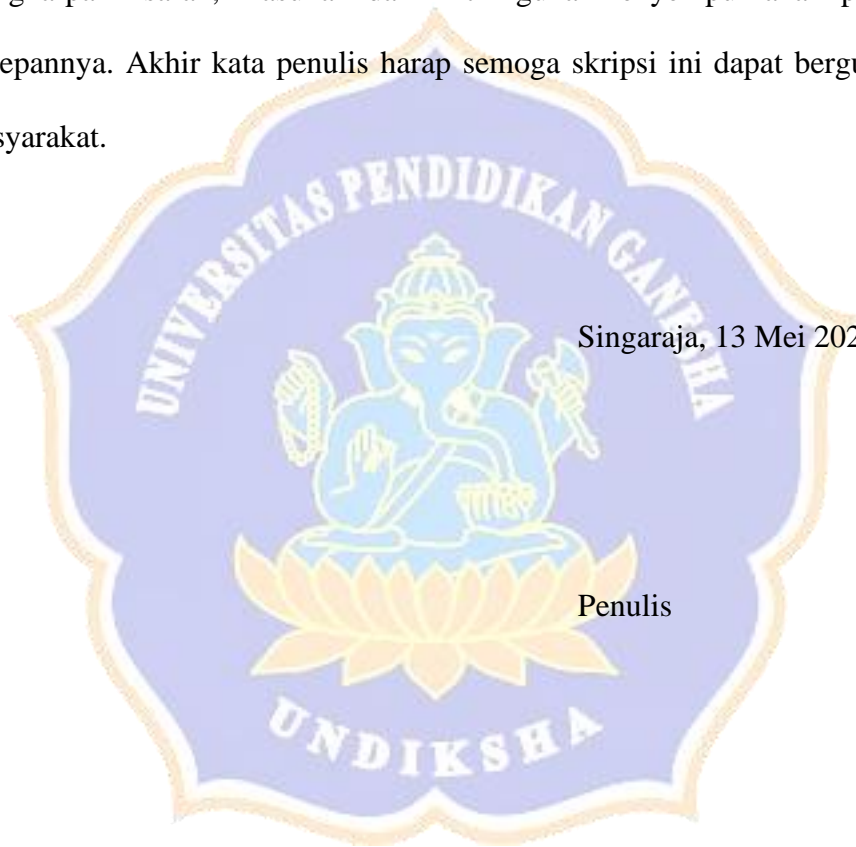 epannya. Akhir kata penulis harap semoga skripsi ini dapat bergu
syarakat.
UNIVERSITAS PENDIDIKAN GANESHA
Singaraja, 13 Mei 202
Penulis
UNDIKSHA